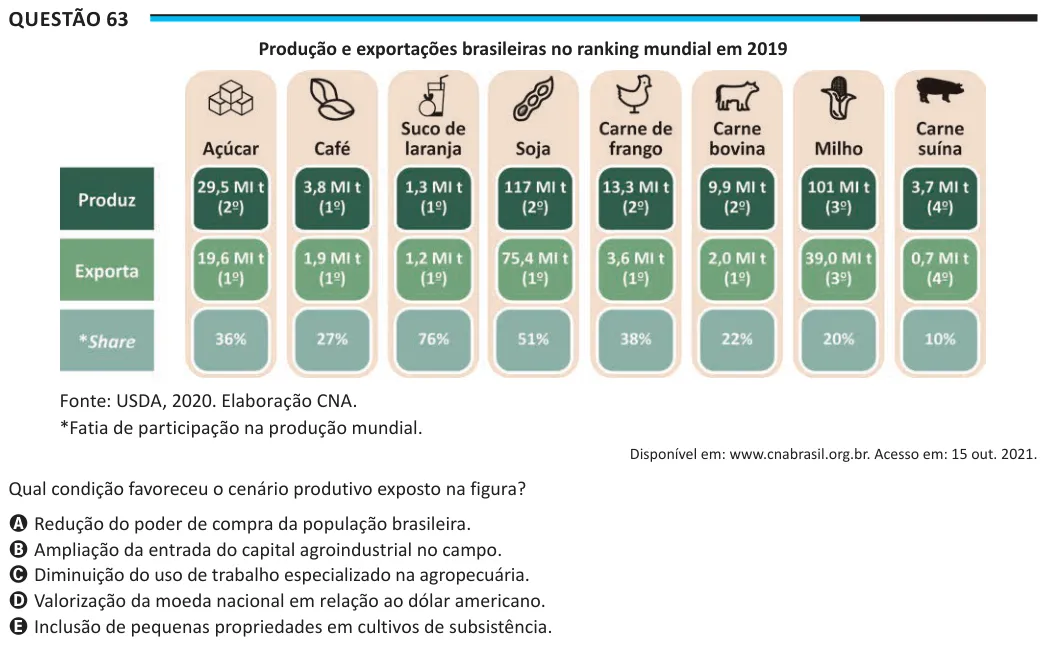 QUESTÃO 63
Produção e exportações brasileiras no ranking mundial em 2019
Açúcar Café Suco de laranja Soja Carne de frango Carne bovina Milho Carne suína
Produz 29,5 MI t (2º) 3,8 MI t (1º) 1,3 MI t (1º) 117 MI t (2º) 13,3 MI t (2º) 9,9 MI t (2º) 101 MI t (3º) 3,7 MI t (4º)
Exporta 19,6 MI t (1º) 1,9 MI t (1º) 1,2 MI t (1º) 75,4 MI t (1º) 3,6 MI t (1º) 2,0 MI t (1º) 39,0 MI t (3º) 0,7 MI t (4º)
*Share 36% 27% 76% 51% 38% 22% 20% 10%
Fonte: USDA, 2020. Elaboração CNA.
*Fatia de participação na produção mundial.
Disponível em: www.cnabrasil.org.br. Acesso em: 15 out. 2021.
Qual condição favoreceu o cenário produtivo exposto na figura?
A Redução do poder de compra da população brasileira.
B Ampliação da entrada do capital agroindustrial no campo.
C Diminuição do uso de trabalho especializado na agropecuária.
D Valorização da moeda nacional em relação ao dólar americano.
E Inclusão de pequenas propriedades em cultivos de subsistência.